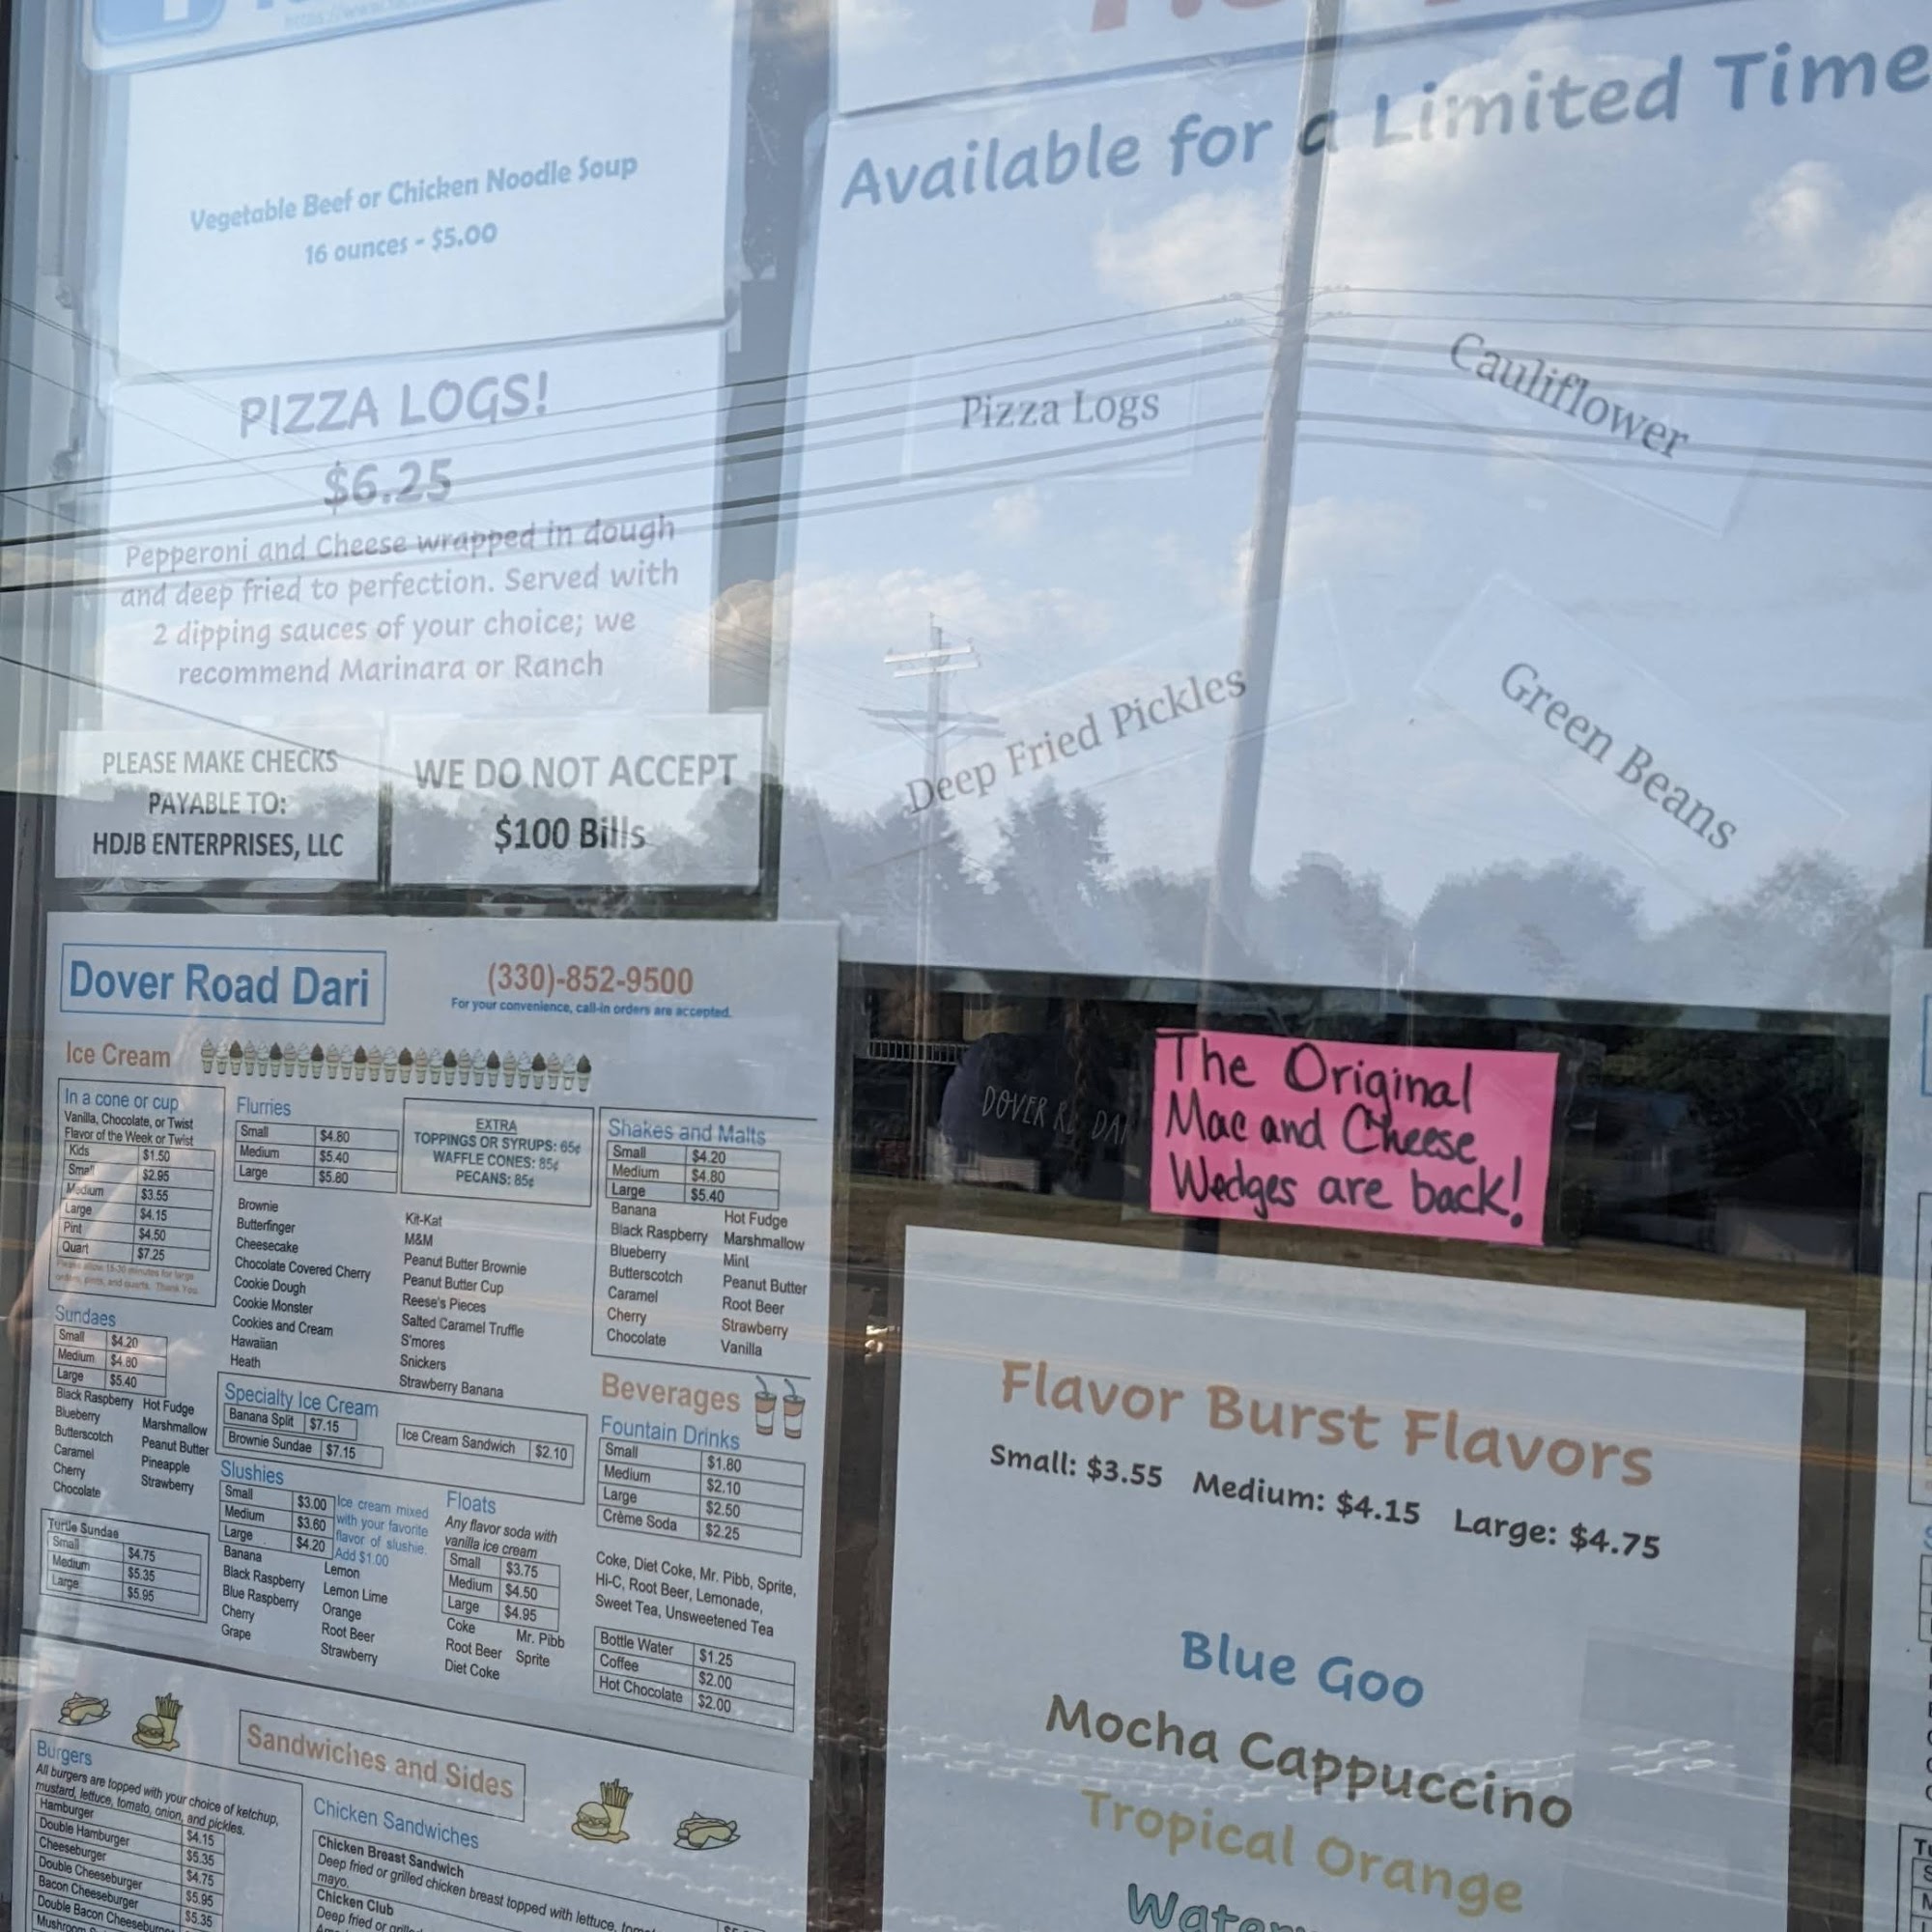 Vegetable Beef or Chicken Noodle Soup
16 ounces - $5.00
PIZZA LOGS!
$6.25
Pepperoni and Cheese wrapped in dough
and deep fried to perfection. Served with
2 dipping sauces of your choice; we
recommend Marinara or Ranch
PLEASE MAKE CHECKS
PAYABLE TO:
HDJB ENTERPRISES, LLC
WE DO NOT ACCEPT
$100 Bills
Available for a Limited Time
Pizza Logs
Cauliflower
Deep Fried Pickles
Green Beans
Dover Road Dari
(330)-852-9500
For your convenience, call-in orders are accepted.
Ice Cream
In a cone or cup
Vanilla, Chocolate, or Twist
Flavor of the Week or Twist
Kids $1.50
Small $2.95
Medium $3.55
Large $4.15
Pint $4.50
Quart $7.25
Please allow 15-30 minutes for large
orders, pints, and quarts. Thank You
Flurries
Small $4.80
Medium $5.40
Large $5.80
Brownie
Butterfinger
Cheesecake
Chocolate Covered Cherry
Cookie Dough
Cookie Monster
Cookies and Cream
Hawaiian
Heath
Kit-Kat
M&M
Peanut Butter Brownie
Peanut Butter Cup
Reese's Pieces
Salted Caramel Truffle
S'mores
Snickers
Strawberry Banana
EXTRA
TOPPINGS OR SYRUPS: 65¢
WAFFLE CONES: 85¢
PECANS: 85¢
Shakes and Malts
Small $4.20
Medium $4.80
Large $5.40
Banana
Black Raspberry
Blueberry
Butterscotch
Caramel
Cherry
Chocolate
Hot Fudge
Marshmallow
Mint
Peanut Butter
Root Beer
Strawberry
Vanilla
Sundaes
Small $4.20
Medium $4.80
Large $5.40
Black Raspberry
Blueberry
Butterscotch
Caramel
Cherry
Chocolate
Hot Fudge
Marshmallow
Peanut Butter
Pineapple
Strawberry
Turtle Sundae
Small $4.75
Medium $5.35
Large $5.95
Specialty Ice Cream
Banana Split $7.15
Brownie Sundae $7.15
Ice Cream Sandwich $2.10
Slushies
Small $3.00
Medium $3.60
Large $4.20
Ice cream mixed
with your favorite
flavor of slushie.
Add $1.00
Banana
Black Raspberry
Blue Raspberry
Cherry
Grape
Lemon
Lemon Lime
Orange
Root Beer
Strawberry
Floats
Any flavor soda with
vanilla ice cream
Small $3.75
Medium $4.50
Large $4.95
Coke
Root Beer
Diet Coke
Mr. Pibb
Sprite
Beverages
Fountain Drinks
Small $1.80
Medium $2.10
Large $2.50
Crème Soda $2.25
Coke, Diet Coke, Mr. Pibb, Sprite,
Hi-C, Root Beer, Lemonade,
Sweet Tea, Unsweetened Tea
Bottle Water $1.25
Coffee $2.00
Hot Chocolate $2.00
Sandwiches and Sides
Burgers
All burgers are topped with your choice of ketchup,
mustard, lettuce, tomato, onion, and pickles.
Hamburger $4.15
Double Hamburger $5.35
Cheeseburger $4.75
Double Cheeseburger $5.95
Bacon Cheeseburger $5.35
Double Bacon Cheeseburger
Chicken Sandwiches
Chicken Breast Sandwich
Deep fried or grilled chicken breast topped with lettuce,
mayo.
Chicken Club
Deep fried or
DOVER RD DARI
The Original
Mac and Cheese
Wedges are back!
Flavor Burst Flavors
Small: $3.55 Medium: $4.15 Large: $4.75
Blue Goo
Mocha Cappuccino
Tropical Orange